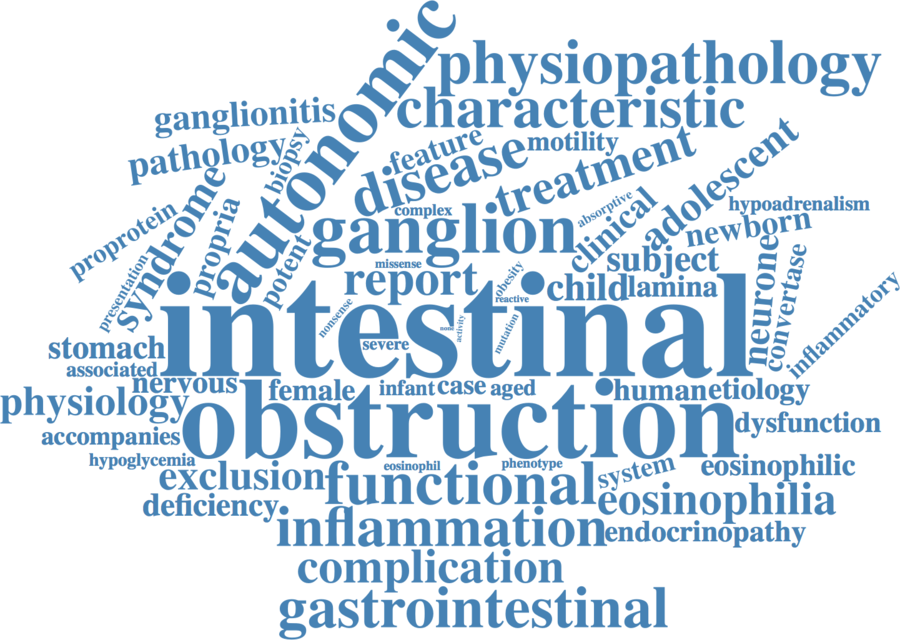 autonomic
physiopathology
characteristic
ganglionitis
pathology
biopsy
feature
disease
motility
treatment
adolescent
syndrome
propria
proprotein
presentation
potent
complex
ganglion
absorptive
clinical
hypoadrenalism
newborn
subject
missense
report
obesity
reactive
child
lamina
neurone
convertase
inflammatory
intestinal
nonsense
severe
activity
mutation
stomach
associated
nervous
female
infant
case
aged
human
etiology
physiology
obstruction
dysfunction
accompanies
hypoglycemia
exclusion
eosinophil
phenotype
system
eosinophilic
functional
deficiency
eosinophilia
inflammation
endocrinopathy
complication
gastrointestinal